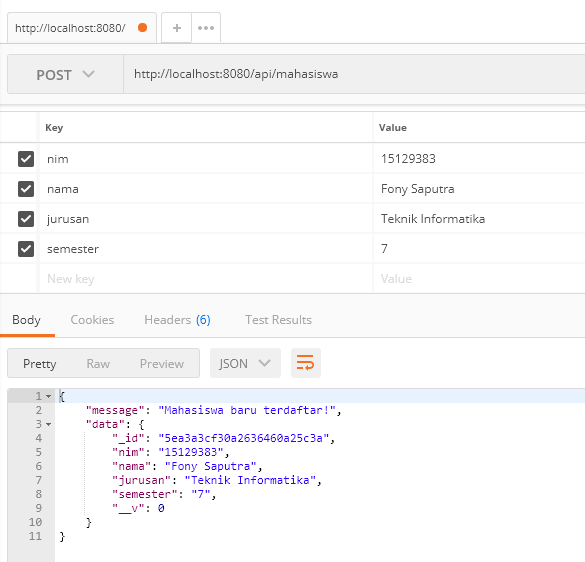 http://localhost:8080/ + •••
POST http://localhost:8080/api/mahasiswa
Key Value
nim 15129383
nama Fony Saputra
jurusan Teknik Informatika
semester 7
New key Value
Body Cookies Headers (6) Test Results
Pretty Raw Preview JSON
1 {
2 "message": "Mahasiswa baru terdaftar!",
3 "data": {
4 "_id": "5ea3a3cf30a2636460a25c3a",
5 "nim": "15129383",
6 "nama": "Fony Saputra",
7 "jurusan": "Teknik Informatika",
8 "semester": "7",
9 "__v": 0
10 }
11 }